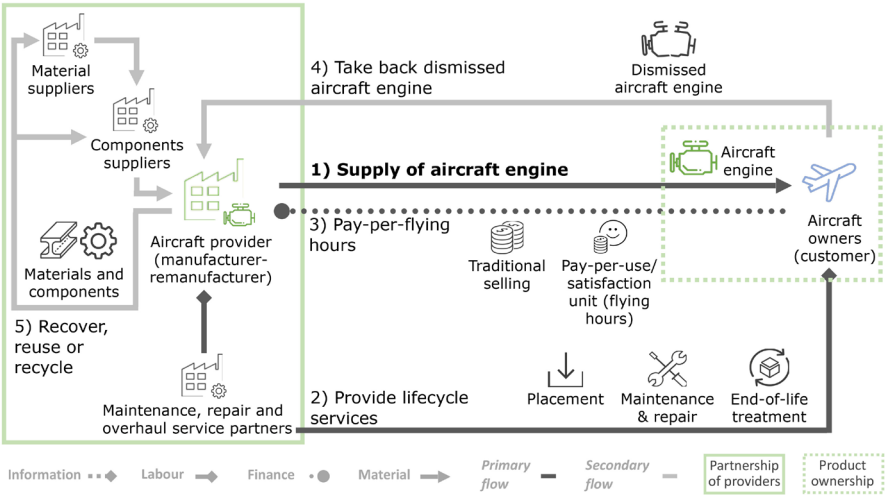 Material
suppliers
Components
suppliers
Aircraft provider
(manufacturer-
remanufacturer)
Materials and
components
5) Recover,
reuse or
recycle
Maintenance, repair and
overhaul service partners
4) Take back dismissed
aircraft engine
Dismissed
aircraft engine
1) Supply of aircraft engine
Aircraft
engine
3) Pay-per-flying
hours
Traditional
selling
Pay-per-use/
satisfaction
unit (flying
hours)
Aircraft
owners
(customer)
2) Provide lifecycle
services
Placement
Maintenance
& repair
End-of-life
treatment
Information
Labour
Finance
Material
Primary
flow
Secondary
flow
Partnership
of providers
Product
ownership